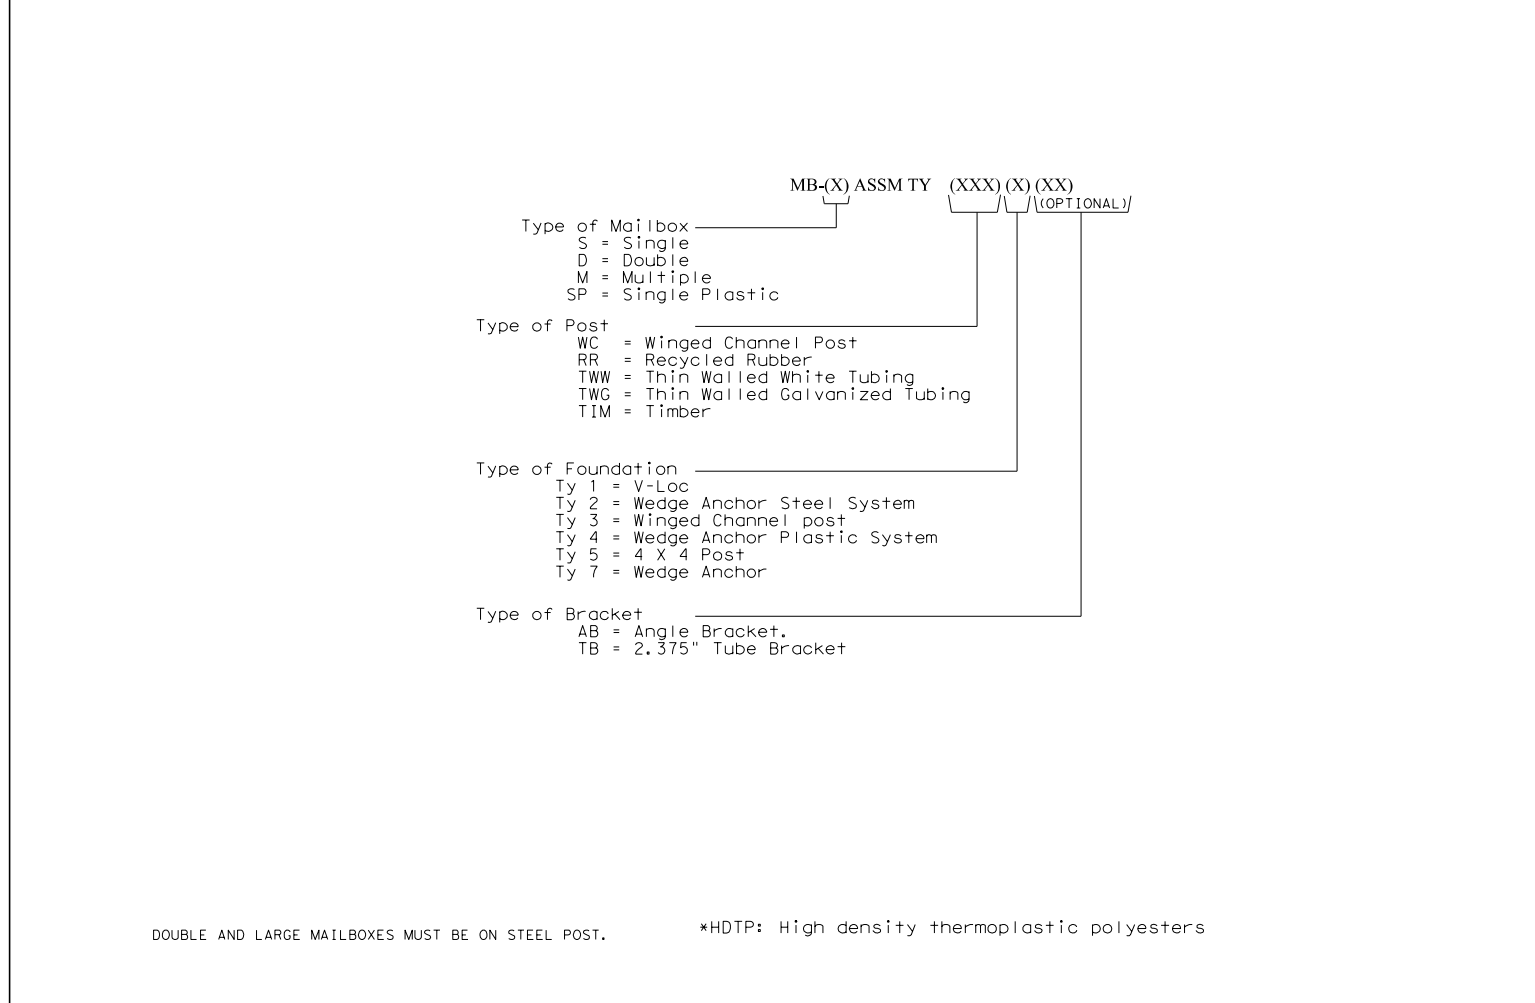 MB-(X) ASSM TY (XXX) (X) (XX)
(OPTIONAL)
Type of Mailbox
S = Single
D = Double
M = Multiple
SP = Single Plastic
Type of Post
WC = Winged Channel Post
RR = Recycled Rubber
TWW = Thin Walled White Tubing
TWG = Thin Walled Galvanized Tubing
TIM = Timber
Type of Foundation
Ty 1 = V-Loc
Ty 2 = Wedge Anchor Steel System
Ty 3 = Winged Channel post
Ty 4 = Wedge Anchor Plastic System
Ty 5 = 4 X 4 Post
Ty 7 = Wedge Anchor
Type of Bracket
AB = Angle Bracket.
TB = 2.375" Tube Bracket
DOUBLE AND LARGE MAILBOXES MUST BE ON STEEL POST.
*HDTP: High density thermoplastic polyesters